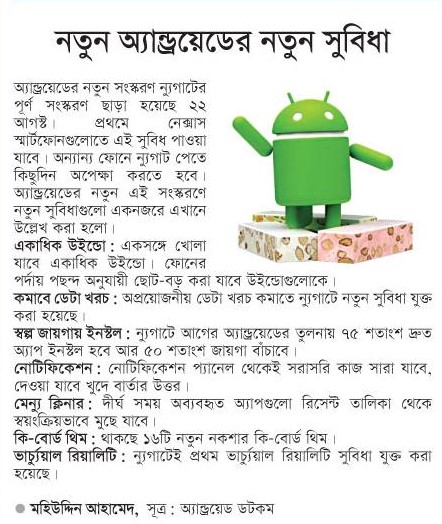 নতুন অ্যান্ড্রয়েডের নতুন সুবিধা
অ্যান্ড্রয়েডের নতুন সংস্করণ ন্যুগাটের
পূর্ণ সংস্করণ ছাড়া হয়েছে ২২
আগস্ট। প্রথমে নেক্সাস
স্মার্টফোনগুলোতে এই সুবিধ পাওয়া
যাবে। অন্যান্য ফোনে ন্যুগাট পেতে
কিছুদিন অপেক্ষা করতে হবে।
অ্যান্ড্রয়েডের নতুন এই সংস্করণে
নতুন সুবিধাগুলো একনজরে এখানে
উল্লেখ করা হলো।
একাধিক উইন্ডো : একসঙ্গে খোলা
যাবে একাধিক উইন্ডো। ফোনের
পর্দায় পছন্দ অনুযায়ী ছোট-বড় করা যাবে উইন্ডোগুলোকে।
কমাবে ডেটা খরচ : অপ্রয়োজনীয় ডেটা খরচ কমাতে ন্যুগাটে নতুন সুবিধা যুক্ত
করা হয়েছে।
স্বল্প জায়গায় ইনস্টল : ন্যুগাটে আগের অ্যান্ড্রয়েডের তুলনায় ৭৫ শতাংশ দ্রুত
অ্যাপ ইনস্টল হবে আর ৫০ শতাংশ জায়গা বাঁচাবে।
নোটিফিকেশন : নোটিফিকেশন প্যানেল থেকেই সরাসরি কাজ সারা যাবে,
দেওয়া যাবে খুদে বার্তার উত্তর।
মেন্যু ক্লিনার : দীর্ঘ সময় অব্যবহৃত অ্যাপগুলো রিসেন্ট তালিকা থেকে
স্বয়ংক্রিয়ভাবে মুছে যাবে।
কি-বোর্ড থিম : থাকছে ১৬টি নতুন নকশার কি-বোর্ড থিম।
ভার্চ্যুয়াল রিয়ালিটি : ন্যুগাটেই প্রথম ভার্চ্যুয়াল রিয়ালিটি সুবিধা যুক্ত করা
হয়েছে।
● মহিউদ্দিন আহামেদ, সূত্র : অ্যান্ড্রয়েড ডটকম